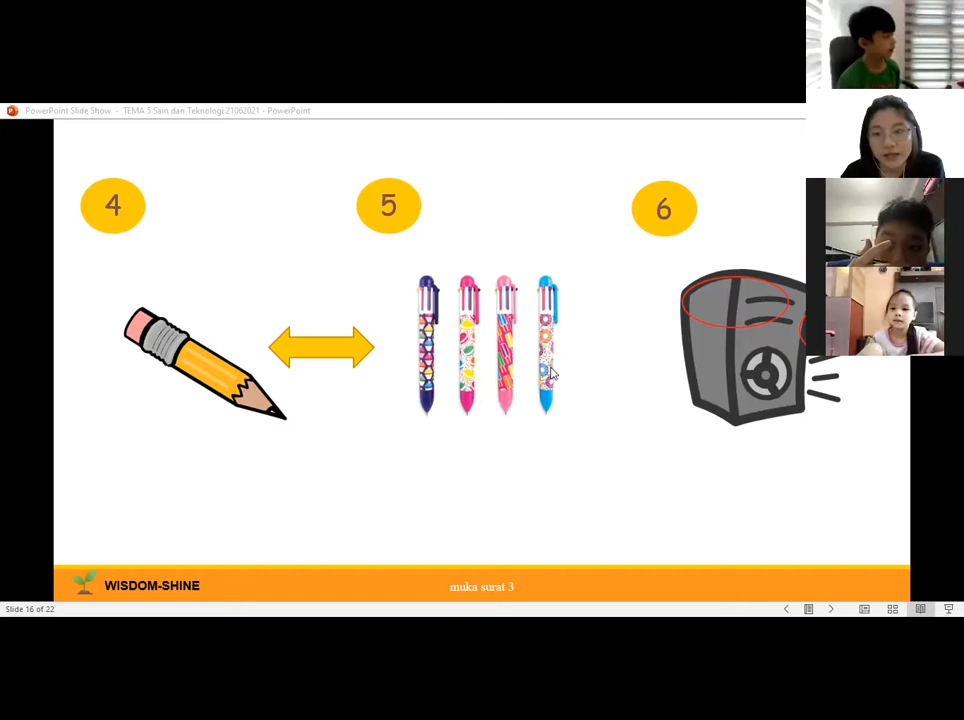 PowerPoint Slide Show - TEMA 5 Sain dan Teknologi 21062021 - PowerPoint
4
5
6
WISDOM-SHINE
muka surat 3
Slide 16 of 22